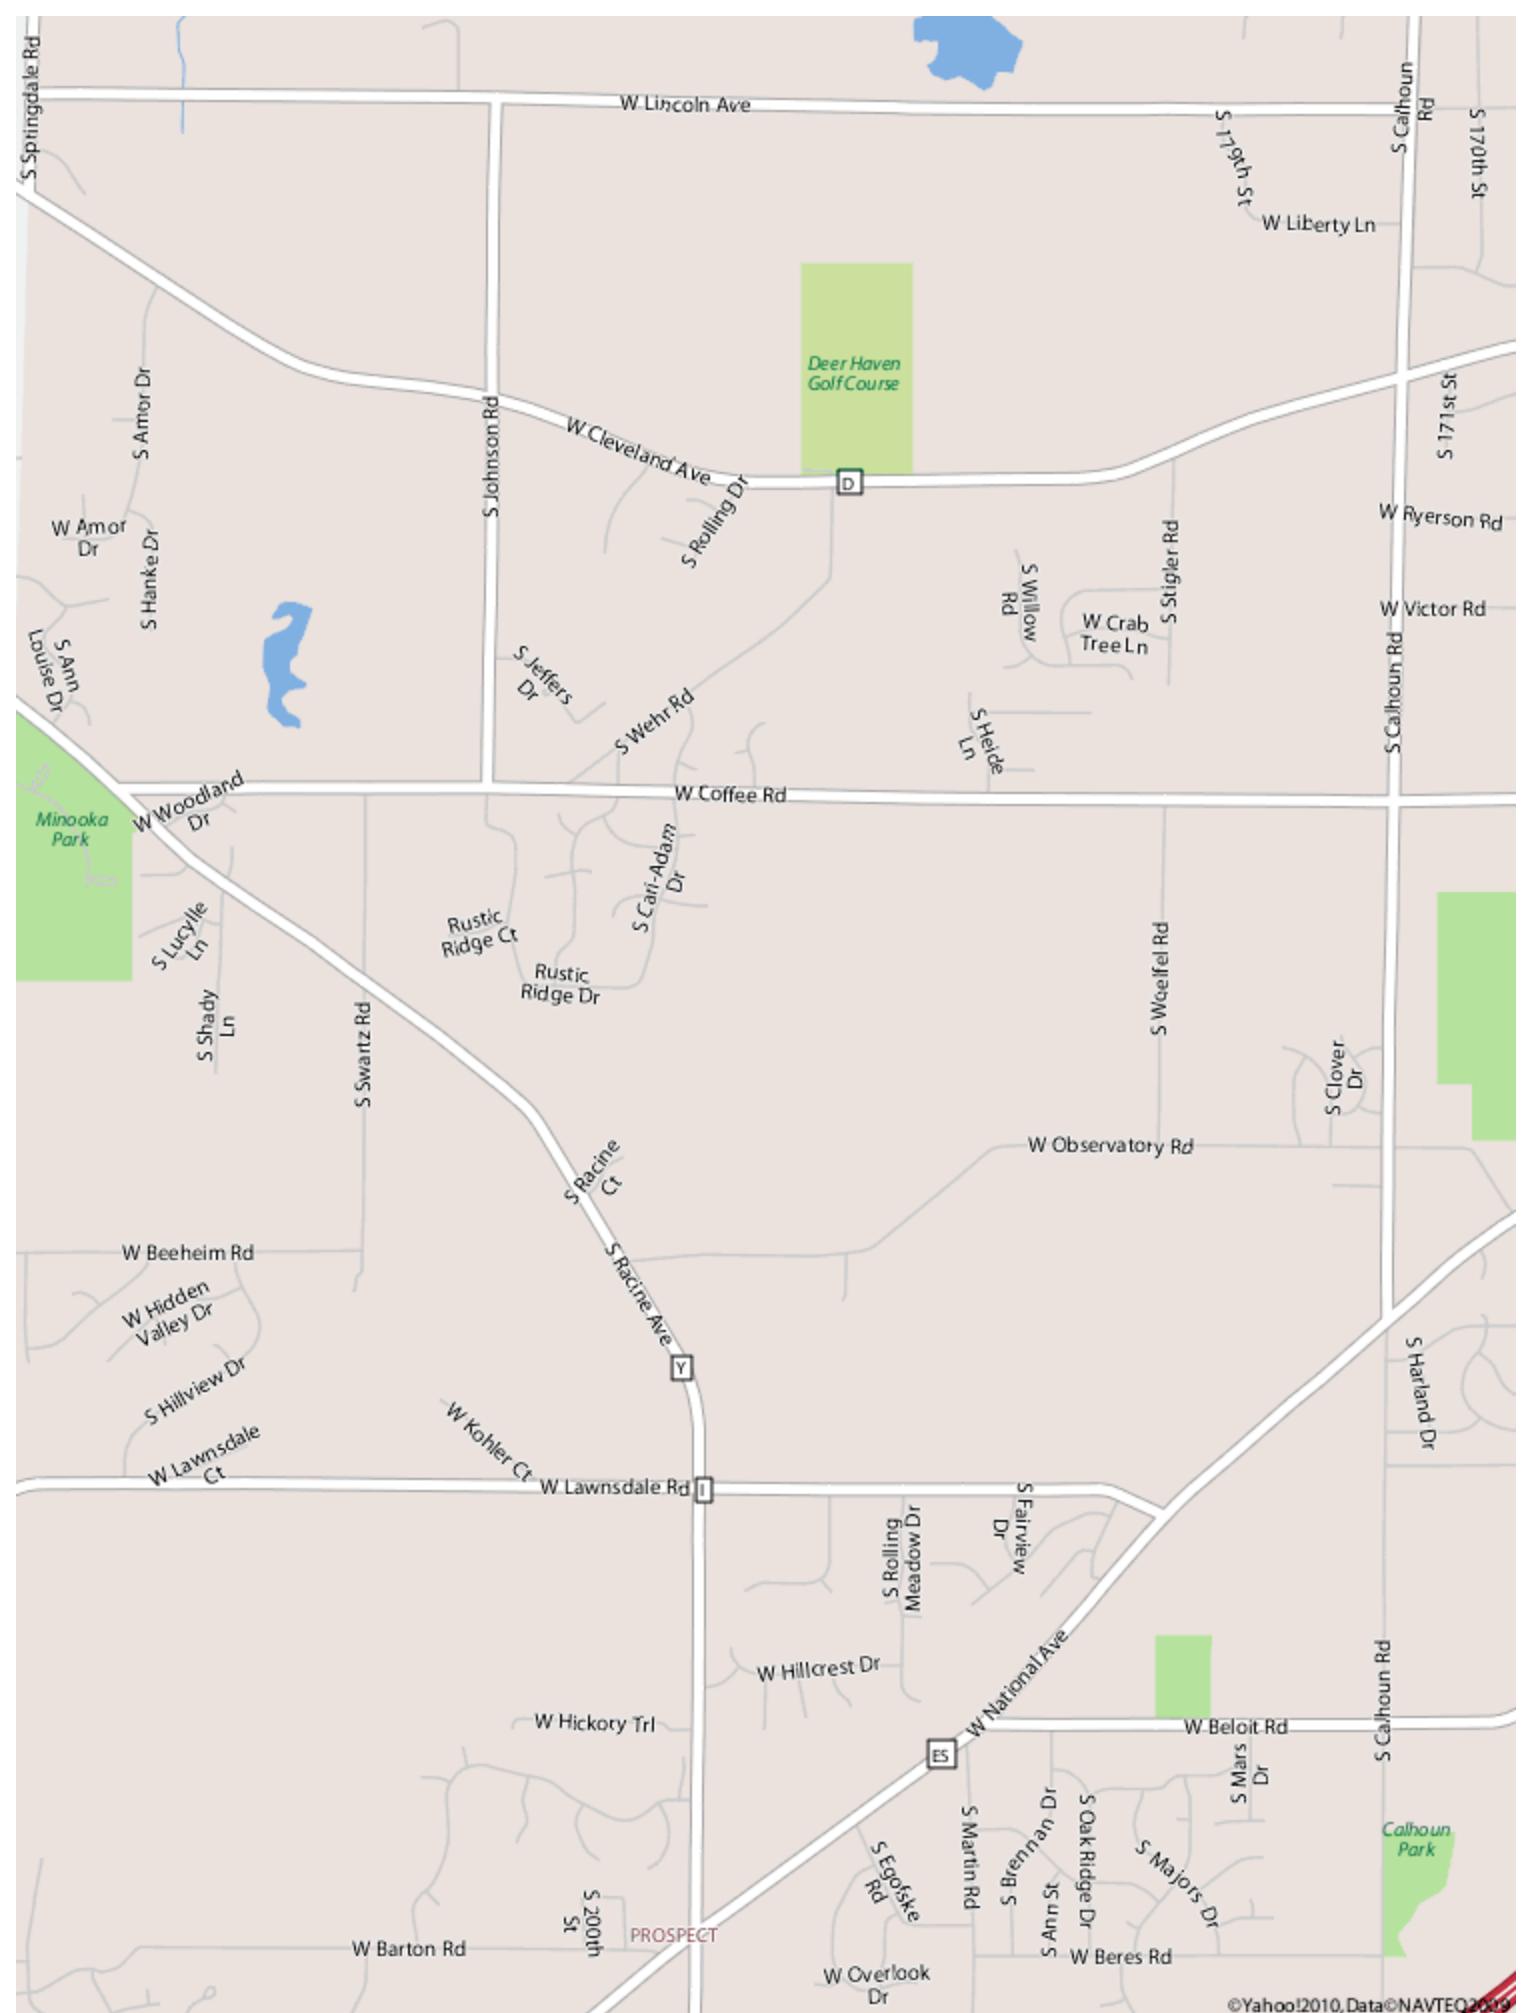 S Springdale Rd
W Lincoln Ave
S Calhoun
Rd
S 179th St
S 170th St
W Liberty Ln
Deer Haven
Golf Course
S Amor Dr
S Johnson Rd
W Cleveland Ave
S 171st St
D
S Rolling Dr
W Amor
Dr
S Hanke Dr
W Ryerson Rd
S Stigler Rd
S Willow
Rd
W Crab
Tree Ln
W Victor Rd
S Ann
Louise Dr
S Jeffers
Dr
S Wehr Rd
S Heide
Ln
S Calhoun Rd
W Coffee Rd
W Woodland
Dr
Minooka
Park
S Cari-Adam
Dr
S Lucylle
Ln
Rustic
Ridge Ct
Rustic
Ridge Dr
S Woelfel Rd
S Shady
Ln
S Swartz Rd
S Clover
Dr
W Observatory Rd
S Racine
Ct
W Beeheim Rd
S Racine Ave
W Hidden
Valley Dr
Y
S Hillview Dr
S Harland Dr
W Kohler Ct
W Lawnsdale
Ct
W Lawnsdale Rd
I
S Fairview
Dr
S Rolling
Meadow Dr
W Hillcrest Dr
W National Ave
S Calhoun Rd
W Hickory Trl
W Beloit Rd
ES
S Mars
Dr
S Martin Rd
S Brennan Dr
S Oak Ridge Dr
S Majors Dr
Calhoun
Park
S Egofske
Rd
S Ann St
S 200th
St
PROSPECT
W Barton Rd
W Beres Rd
W Overlook
Dr
©Yahoo!2010, Data©NAVTEQ2009